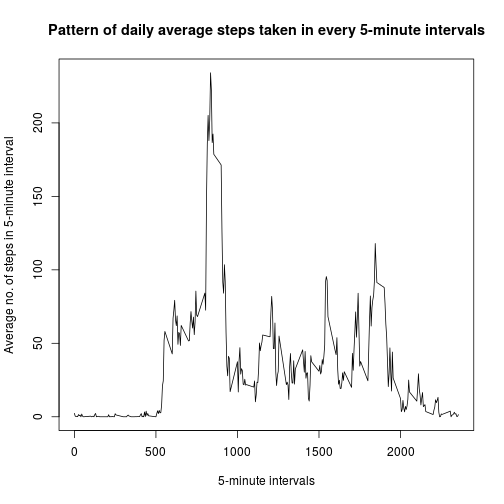 Pattern of daily average steps taken in every 5-minute intervals
Average no. of steps in 5-minute interval
200
150
100
50
0
0 500 1000 1500 2000
5-minute intervals